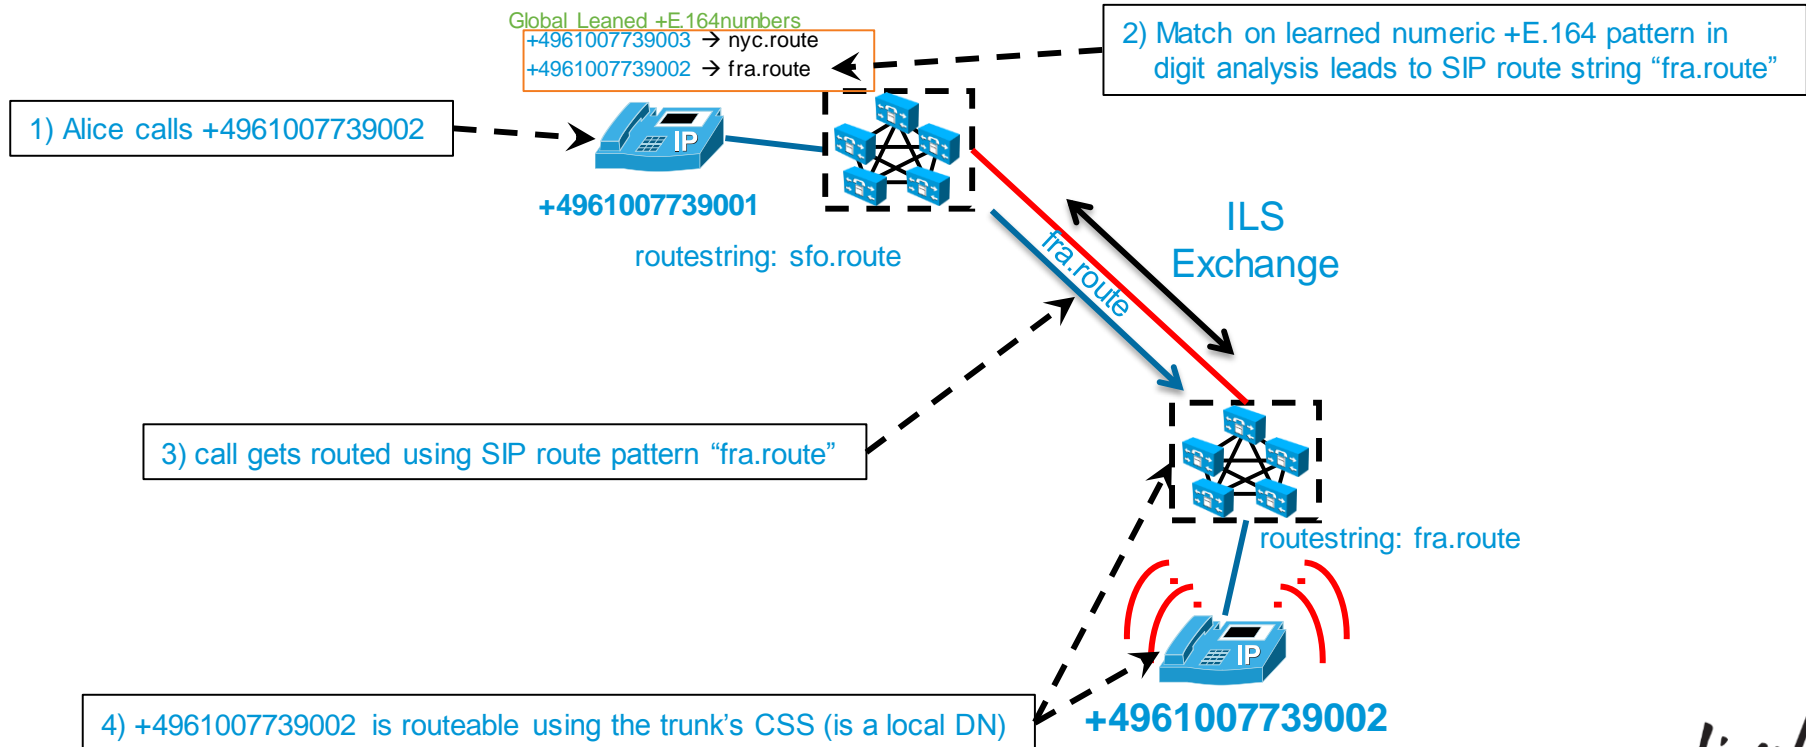 Global Leaned +E.164numbers
+4961007739003 → nyc.route
+4961007739002 → fra.route
2) Match on learned numeric +E.164 pattern in
digit analysis leads to SIP route string “fra.route”
1) Alice calls +4961007739002
IP
+4961007739001
routestring: sfo.route
ILS
Exchange
fra.route
3) call gets routed using SIP route pattern “fra.route”
routestring: fra.route
IP
4) +4961007739002 is routeable using the trunk's CSS (is a local DN)
+4961007739002